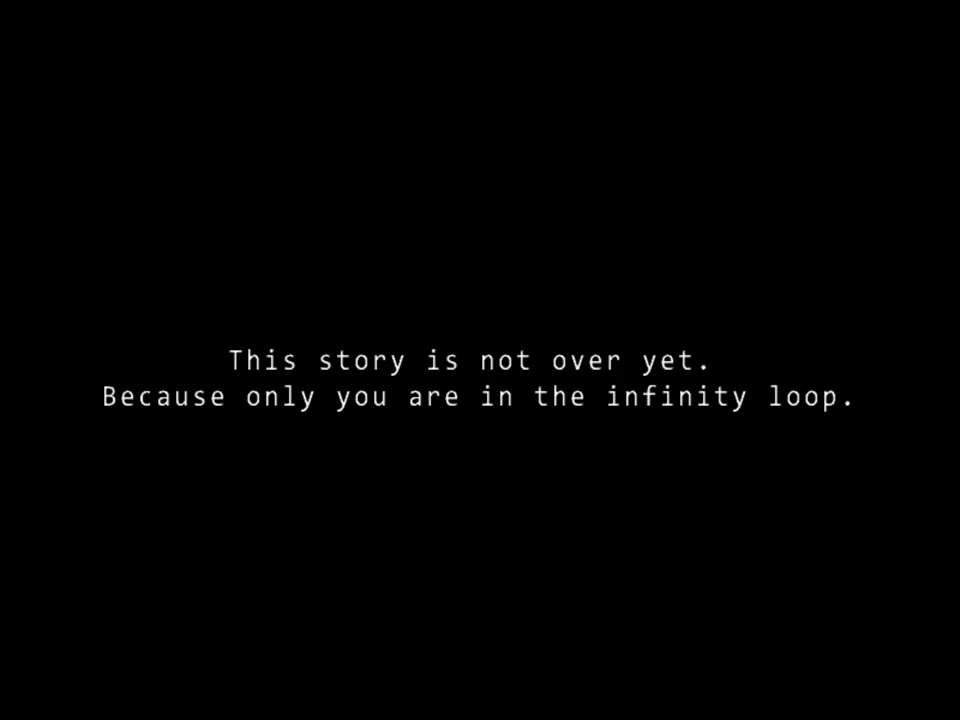 This story is not over yet.
Because only you are in the infinity loop.